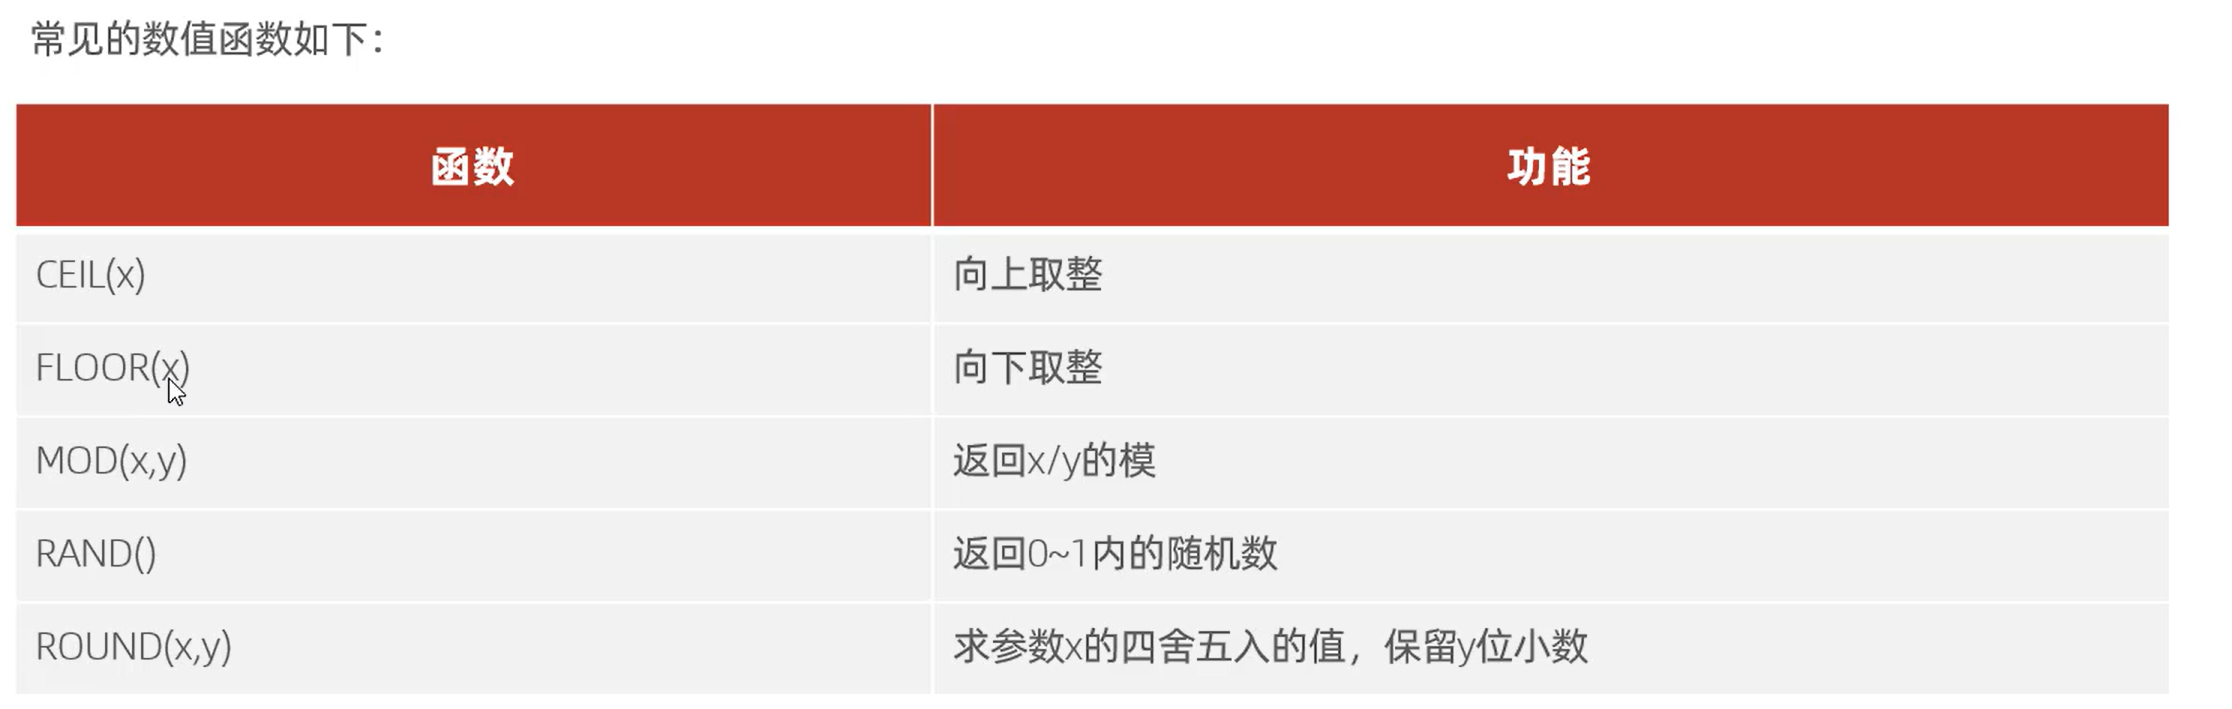 常见的数值函数如下：
函数 功能
CEIL(x) 向上取整
FLOOR(x) 向下取整
MOD(x,y) 返回x/y的模
RAND() 返回0~1内的随机数
ROUND(x,y) 求参数x的四舍五入的值，保留y位小数